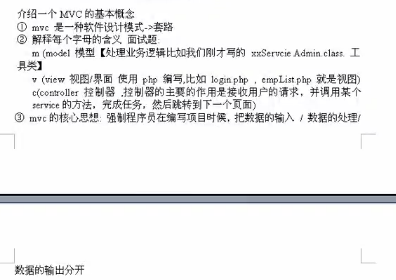 介绍一个 MVC 的基本概念
① mvc 是一种软件设计模式->套路
② 解释每个字母的含义 面试题:
m (model 模型【处理业务逻辑比如我们刚才写的 xxServcie Admin.class. 工
具类】
v (view 视图/界面 使用 php 编写,比如 login.php , empList.php 就是视图)
c(controller 控制器 ,控制器的主要的作用是接收用户的请求，并调用某个
service 的方法，完成任务，然后跳转到下一个页面)
③ mvc 的核心思想: 强制程序员在编写项目时候，把数据的输入 / 数据的处理/
数据的输出分开